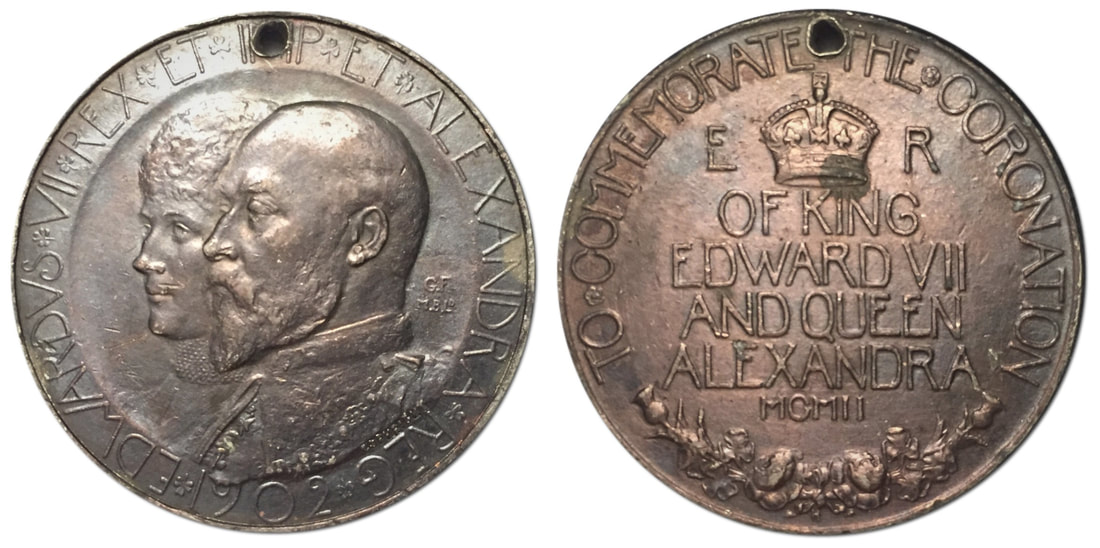 EDWARDVS VII REX ET IMP ET ALEXANDRA REG
1902
G.F.
TO COMMEMORATE THE CORONATION
E R
OF KING
EDWARD VII
AND QUEEN
ALEXANDRA
MCMII